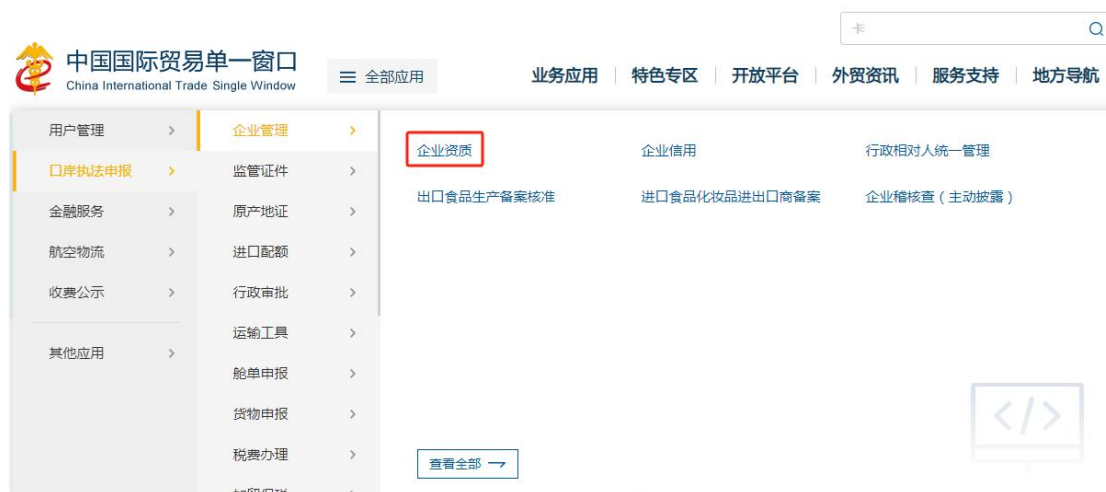 卡
中国国际贸易单一窗口
China International Trade Single Window
全部应用
业务应用
特色专区
开放平台
外贸资讯
服务支持
地方导航
用户管理
口岸执法申报
金融服务
航空物流
收费公示
其他应用
企业管理
监管证件
原产地证
进口配额
行政审批
运输工具
舱单申报
货物申报
税费办理
企业资质
企业信用
行政相对人统一管理
出口食品生产备案核准
进口食品化妆品进出口商备案
企业稽核查（主动披露）
查看全部